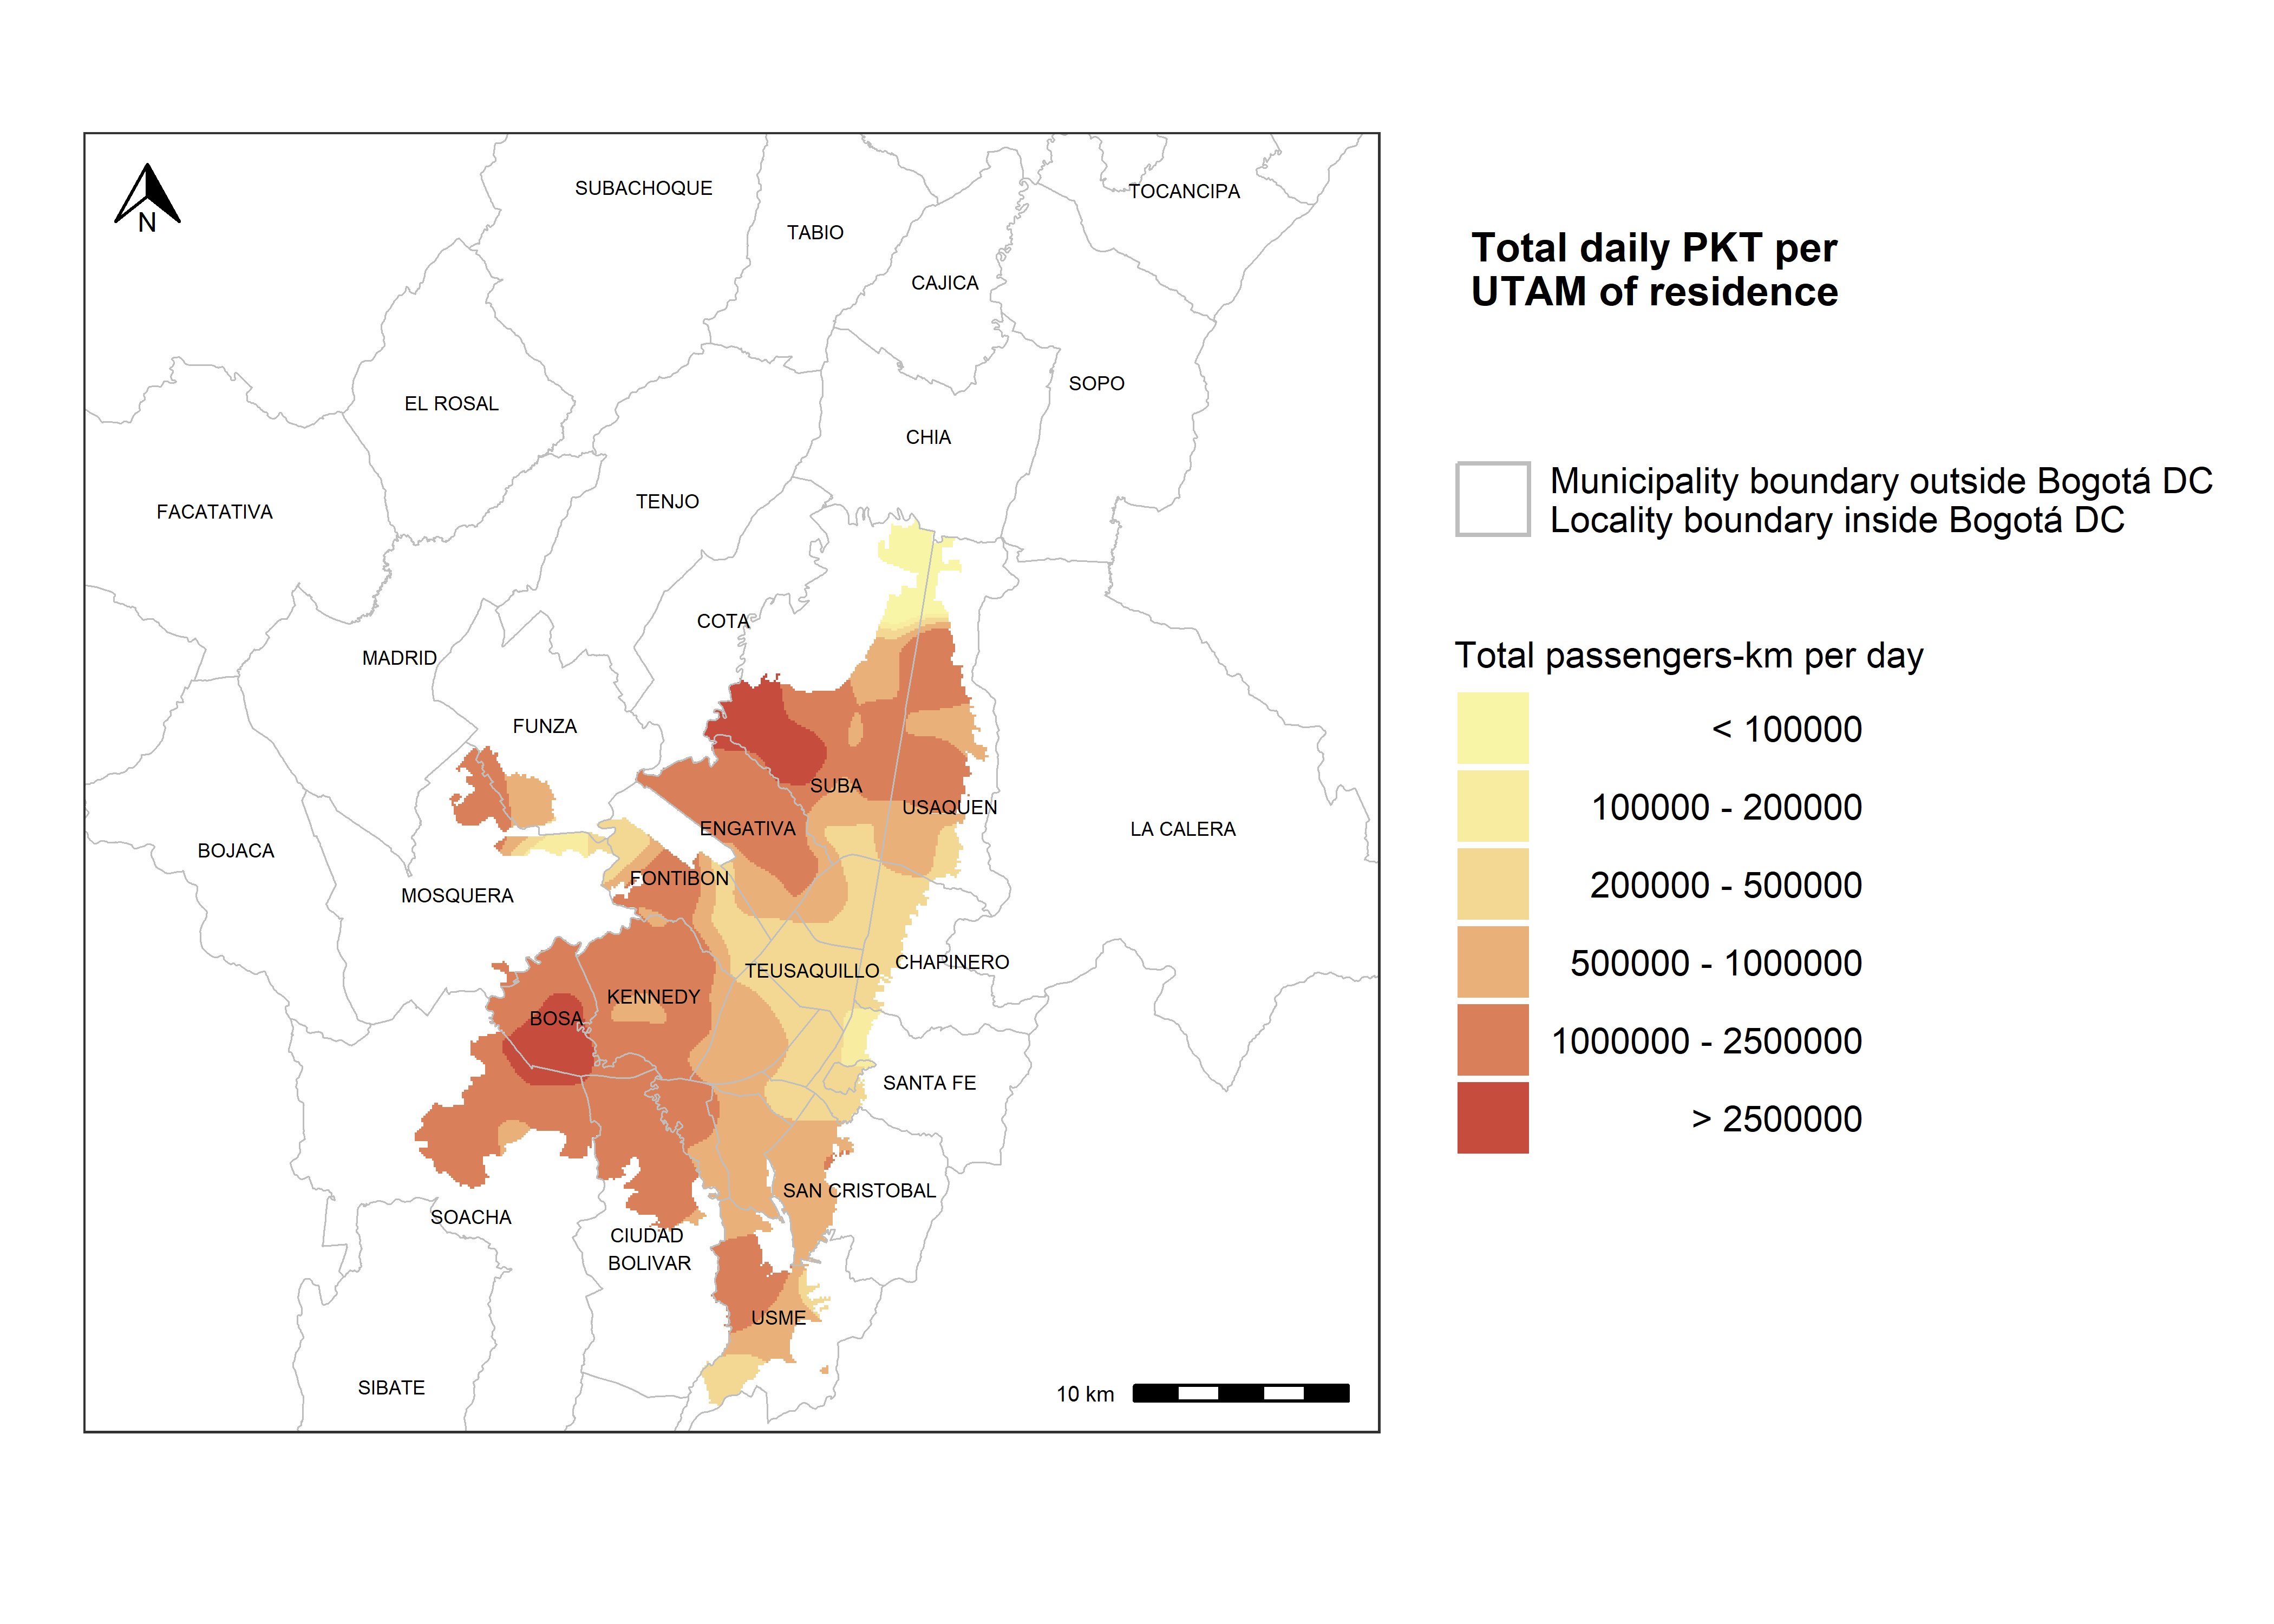 SUBACHOQUE
TOCANCIPA
N
TABIO
CAJICA
SOPO
EL ROSAL
CHIA
TENJO
FACATATIVA
COTA
MADRID
FUNZA
SUBA
USAQUEN
ENGATIVA
LA CALERA
BOJACA
FONTIBON
MOSQUERA
CHAPINERO
TEUSAQUILLO
KENNEDY
BOSA
SANTA FE
SAN CRISTOBAL
SOACHA
CIUDAD
BOLIVAR
USME
SIBATE
10 km
Total daily PKT per
UTAM of residence
Municipality boundary outside Bogotá DC
Locality boundary inside Bogotá DC
Total passengers-km per day
< 100000
100000 - 200000
200000 - 500000
500000 - 1000000
1000000 - 2500000
> 2500000